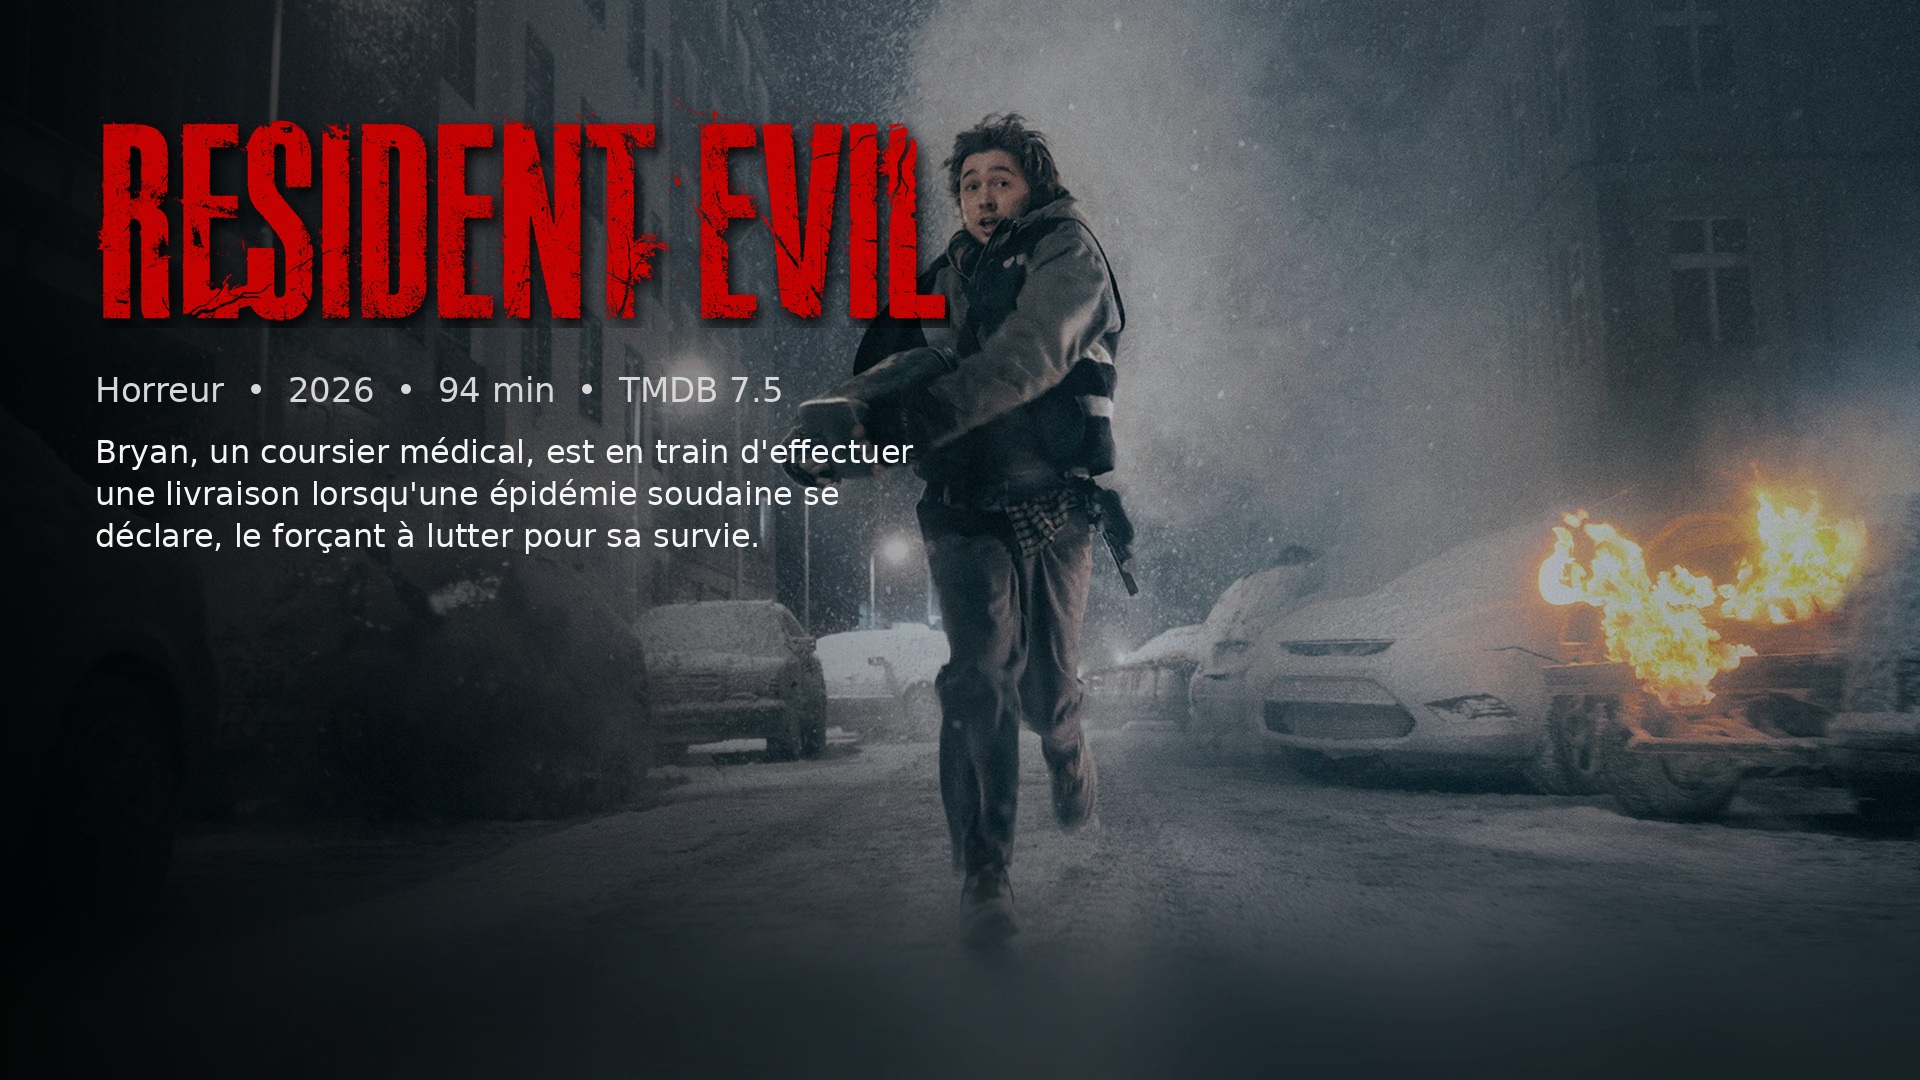 RESIDENT EVIL
Horreur • 2026 • 94 min • TMDB 7.5
Bryan, un coursier médical, est en train d'effectuer
une livraison lorsqu'une épidémie soudaine se
déclare, le forçant à lutter pour sa survie.